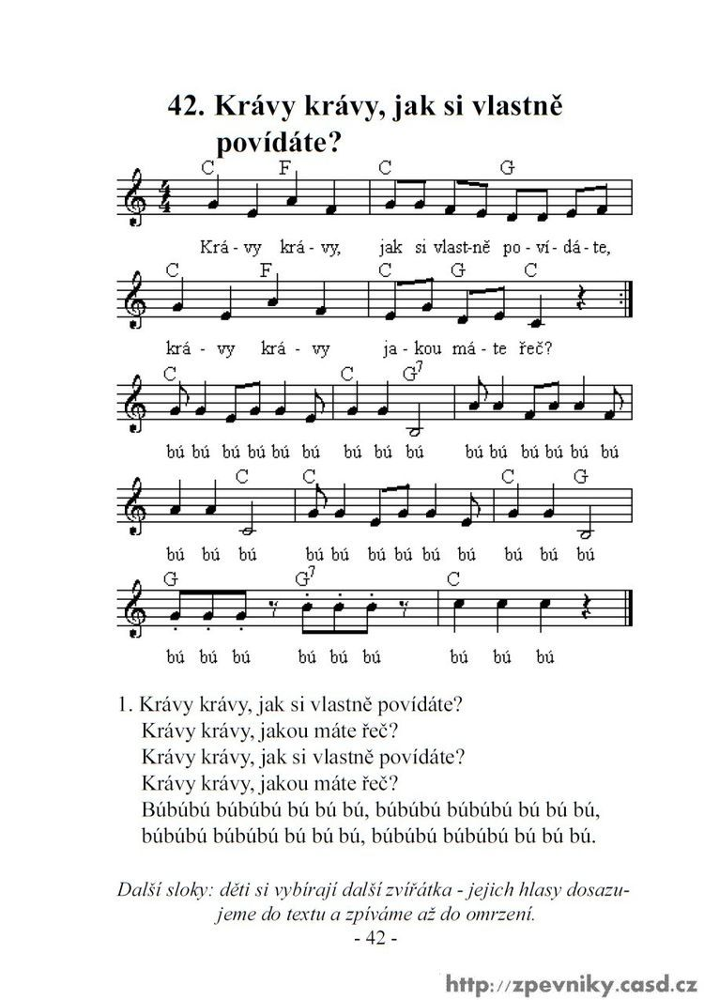 42. Krávy krávy, jak si vlastně
povídáte?
C F C G
4
4
Krá - vy krá - vy, jak si vlast-ně po - ví - dá - te,
C F C G C
krá - vy krá - vy ja - kou má - te řeč?
C C G7
bú bú bú bú bú bú bú bú bú bú bú bú bú bú bú
C C C G
bú bú bú bú bú bú bú bú bú bú bú bú
G G7 C
bú bú bú bú bú bú bú bú bú
1. Krávy krávy, jak si vlastně povídáte?
Krávy krávy, jakou máte řeč?
Krávy krávy, jak si vlastně povídáte?
Krávy krávy, jakou máte řeč?
Búbúbú búbúbú bú bú bú, búbúbú búbúbú bú bú bú,
búbúbú búbúbú bú bú bú, búbúbú búbúbú bú bú bú.
Další sloky: děti si vybírají další zvířátka - jejich hlasy dosazu-
jeme do textu a zpíváme až do omrzení.
- 42 -
http://zpevniky.casd.cz